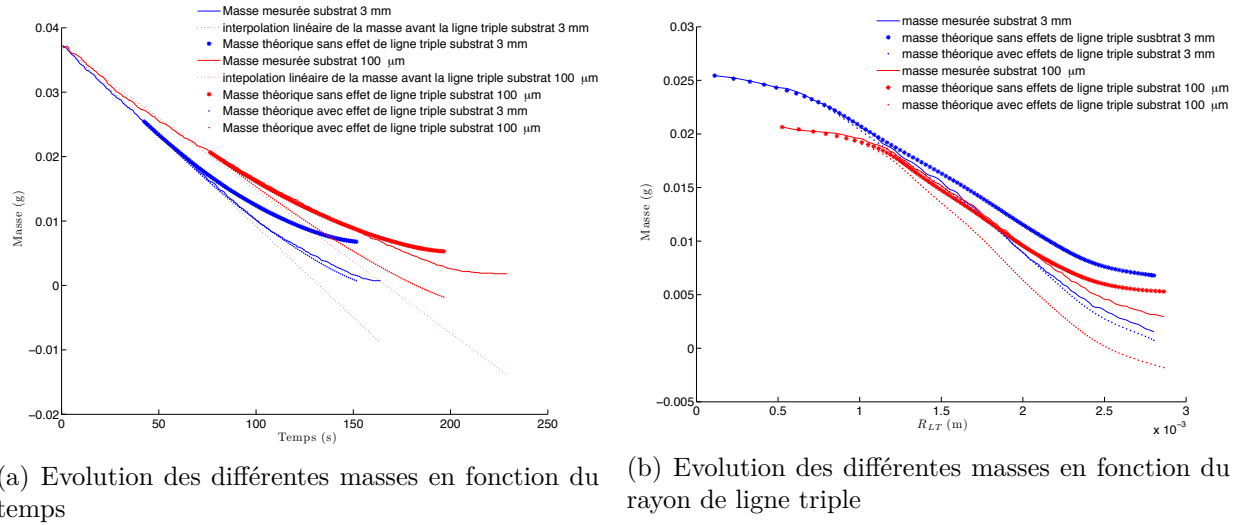 Masse mesurée substrat 3 mm
intepolation linéaire de la masse avant la ligne triple substrat 3 mm
Masse théorique sans effet de ligne triple substrat 3 mm
Masse mesurée substrat 100 µm
intepolation linéaire de la masse avant la ligne triple substrat 100 µm
Masse théorique sans effet de ligne triple substrat 100 µm
Masse théorique avec effet de ligne triple substrat 3 mm
Masse théorique avec effet de ligne triple substrat 100 µm
0.04
0.03
0.02
0.01
0
−0.01
−0.02
Masse (g)
0 50 100 150 200 250
Temps (s)
(a) Evolution des différentes masses en fonction du
temps
masse mesurée substrat 3 mm
masse théorique sans effets de ligne triple susbtrat 3 mm
masse théorique avec effets de ligne triple substrat 3 mm
masse mesurée substrat 100 µm
masse théorique sans effets de ligne triple substrat 100 µm
masse théorique avec effets de ligne triple substrat 100 µm
0.03
0.025
0.02
0.015
0.01
0.005
0
−0.005
Masse (g)
0 0.5 1 1.5 2 2.5 3
R_LT (m)
x 10⁻³
(b) Evolution des différentes masses en fonction du
rayon de ligne triple